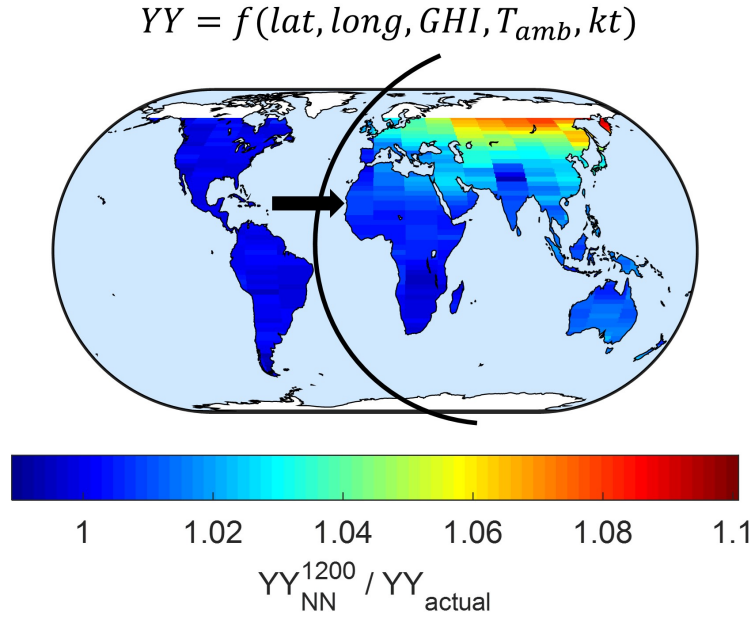 YY = f(lat, long, GHI, T_amb, kt)
1 1.02 1.04 1.06 1.08 1.1
YY_NN^1200 / YY_actual